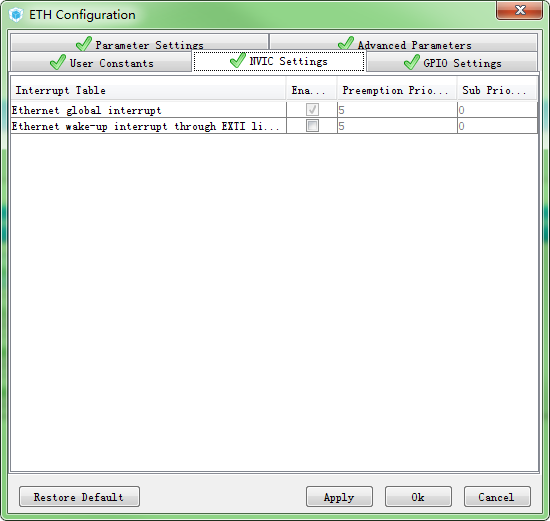 ETH Configuration
Parameter Settings
Advanced Parameters
User Constants
NVIC Settings
GPIO Settings
Interrupt Table
Ena...
Preemption Prio...
Sub Prio...
Ethernet global interrupt
5
0
Ethernet wake-up interrupt through EXTI li...
5
0
Restore Default
Apply
Ok
Cancel